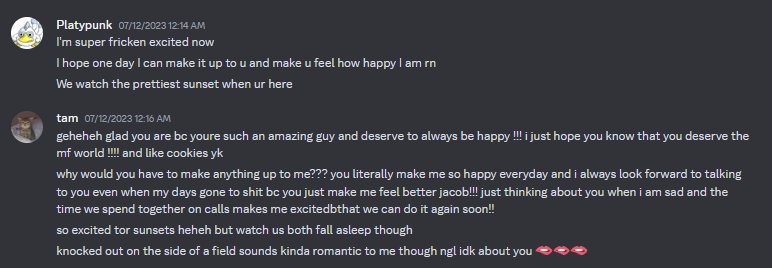 Platypunk 07/12/2023 12:14 AM
I'm super fricken excited now
I hope one day I can make it up to u and make u feel how happy I am rn
We watch the prettiest sunset when ur here
tam 07/12/2023 12:16 AM
geheheh glad you are bc youre such an amazing guy and deserve to always be happy !!! i just hope you know that you deserve the
mf world !!!! and like cookies yk
why would you have to make anything up to me??? you literally make me so happy everyday and i always look forward to talking
to you even when my days gone to shit bc you just make me feel better jacob!!! just thinking about you when i am sad and the
time we spend together on calls makes me excitedbthat we can do it again soon!!
so excited tor sunsets heheh but watch us both fall asleep though
knocked out on the side of a field sounds kinda romantic to me though ngl idk about you 🫦🫦🫦